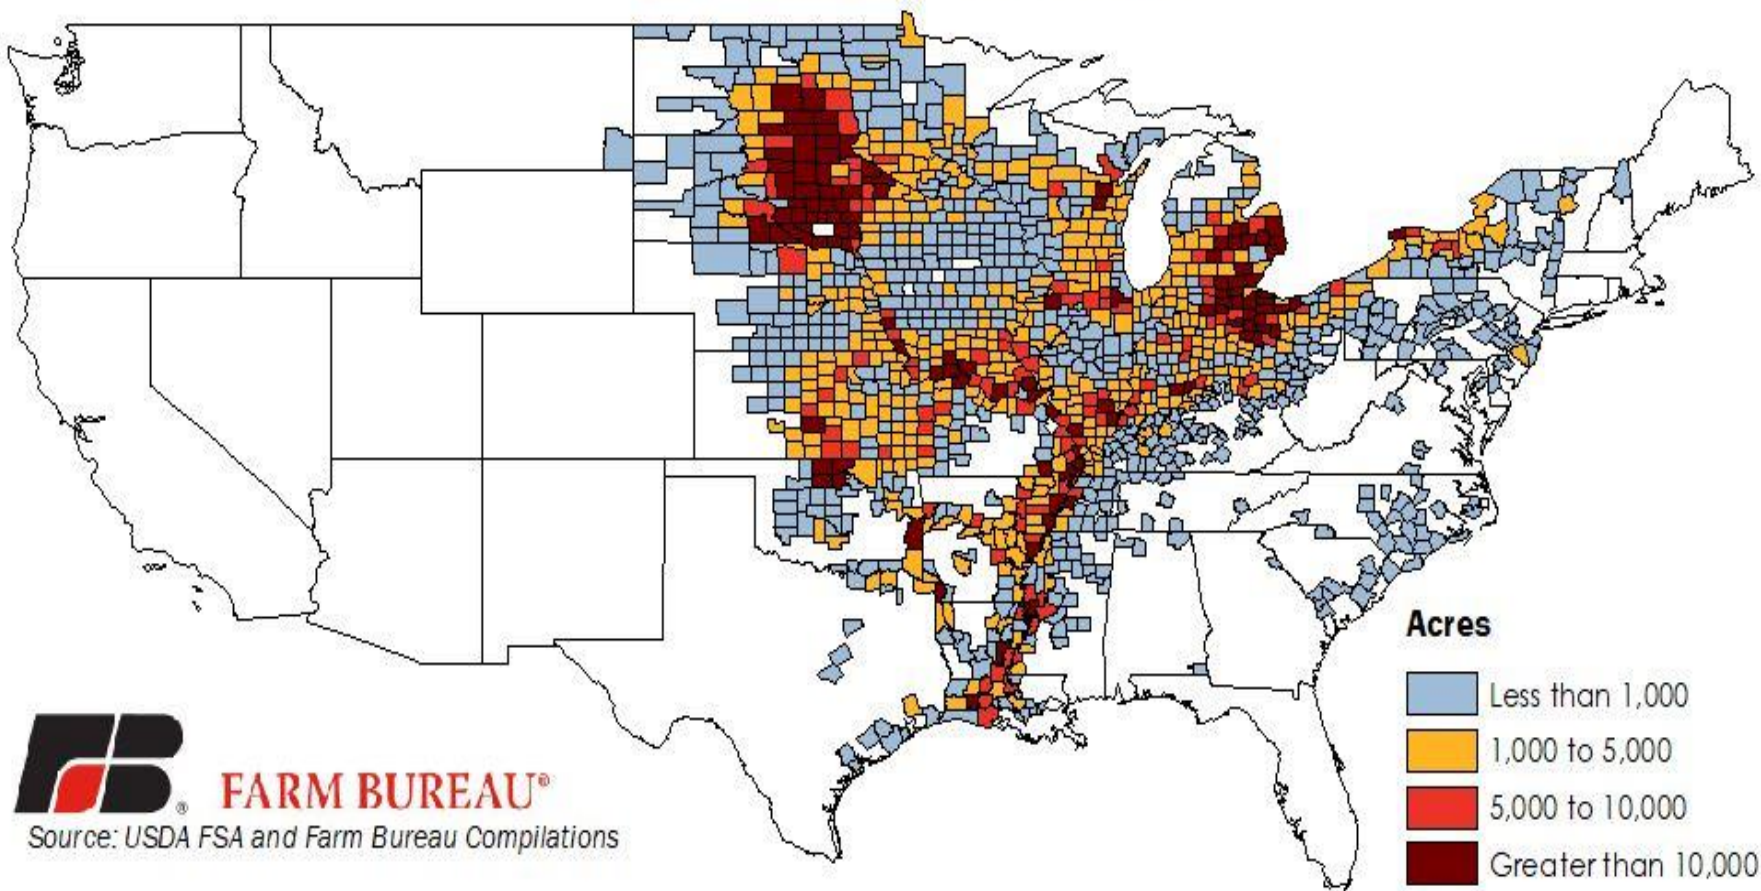 Acres
Less than 1,000
1,000 to 5,000
5,000 to 10,000
Greater than 10,000
FB®
FARM BUREAU®
Source: USDA FSA and Farm Bureau Compilations